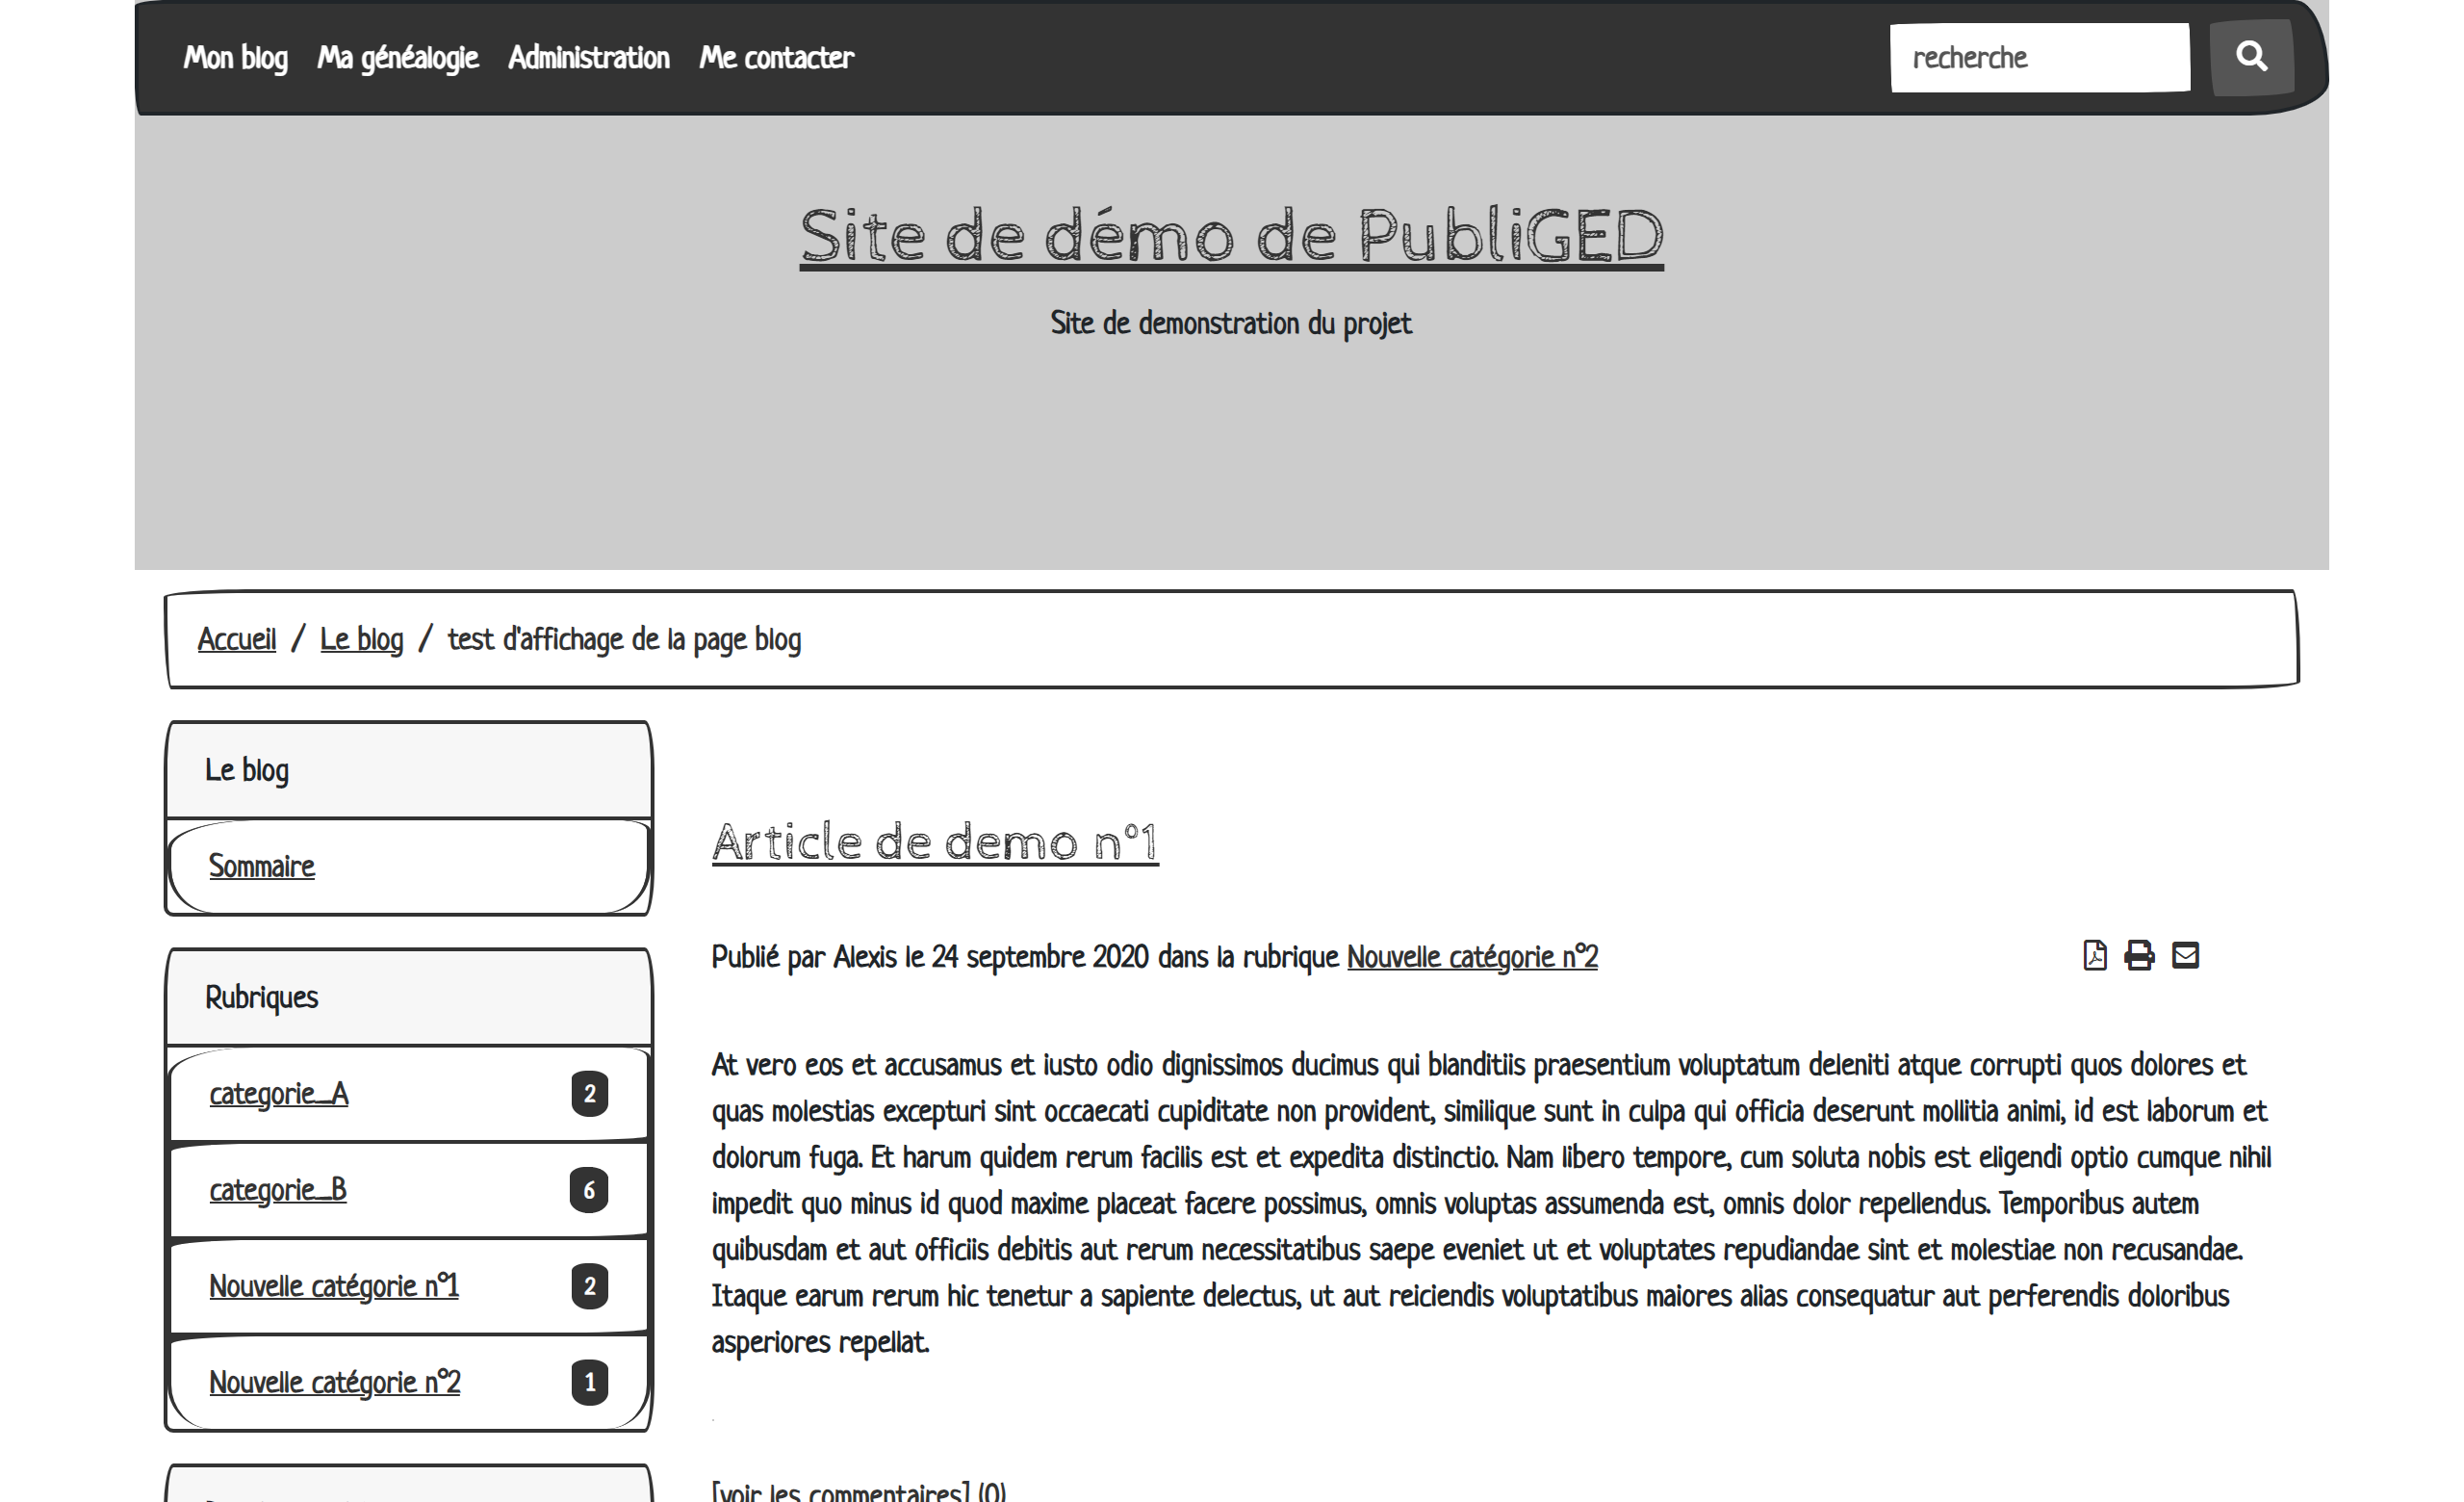 Mon blog Ma généalogie Administration Me contacter recherche
Site de démo de PubliGED
Site de demonstration du projet
Accueil / Le blog / test d'affichage de la page blog
Le blog
Sommaire
Rubriques
categorie_A 2
categorie_B 6
Nouvelle catégorie n°1 2
Nouvelle catégorie n°2 1
Article de demo n°1
Publié par Alexis le 24 septembre 2020 dans la rubrique Nouvelle catégorie n°2
At vero eos et accusamus et iusto odio dignissimos ducimus qui blanditiis praesentium voluptatum deleniti atque corrupti quos dolores et
quas molestias excepturi sint occaecati cupiditate non provident, similique sunt in culpa qui officia deserunt mollitia animi, id est laborum et
dolorum fuga. Et harum quidem rerum facilis est et expedita distinctio. Nam libero tempore, cum soluta nobis est eligendi optio cumque nihil
impedit quo minus id quod maxime placeat facere possimus, omnis voluptas assumenda est, omnis dolor repellendus. Temporibus autem
quibusdam et aut officiis debitis aut rerum necessitatibus saepe eveniet ut et voluptates repudiandae sint et molestiae non recusandae.
Itaque earum rerum hic tenetur a sapiente delectus, ut aut reiciendis voluptatibus maiores alias consequatur aut perferendis doloribus
asperiores repellat.
[voir les commentaires] (0)